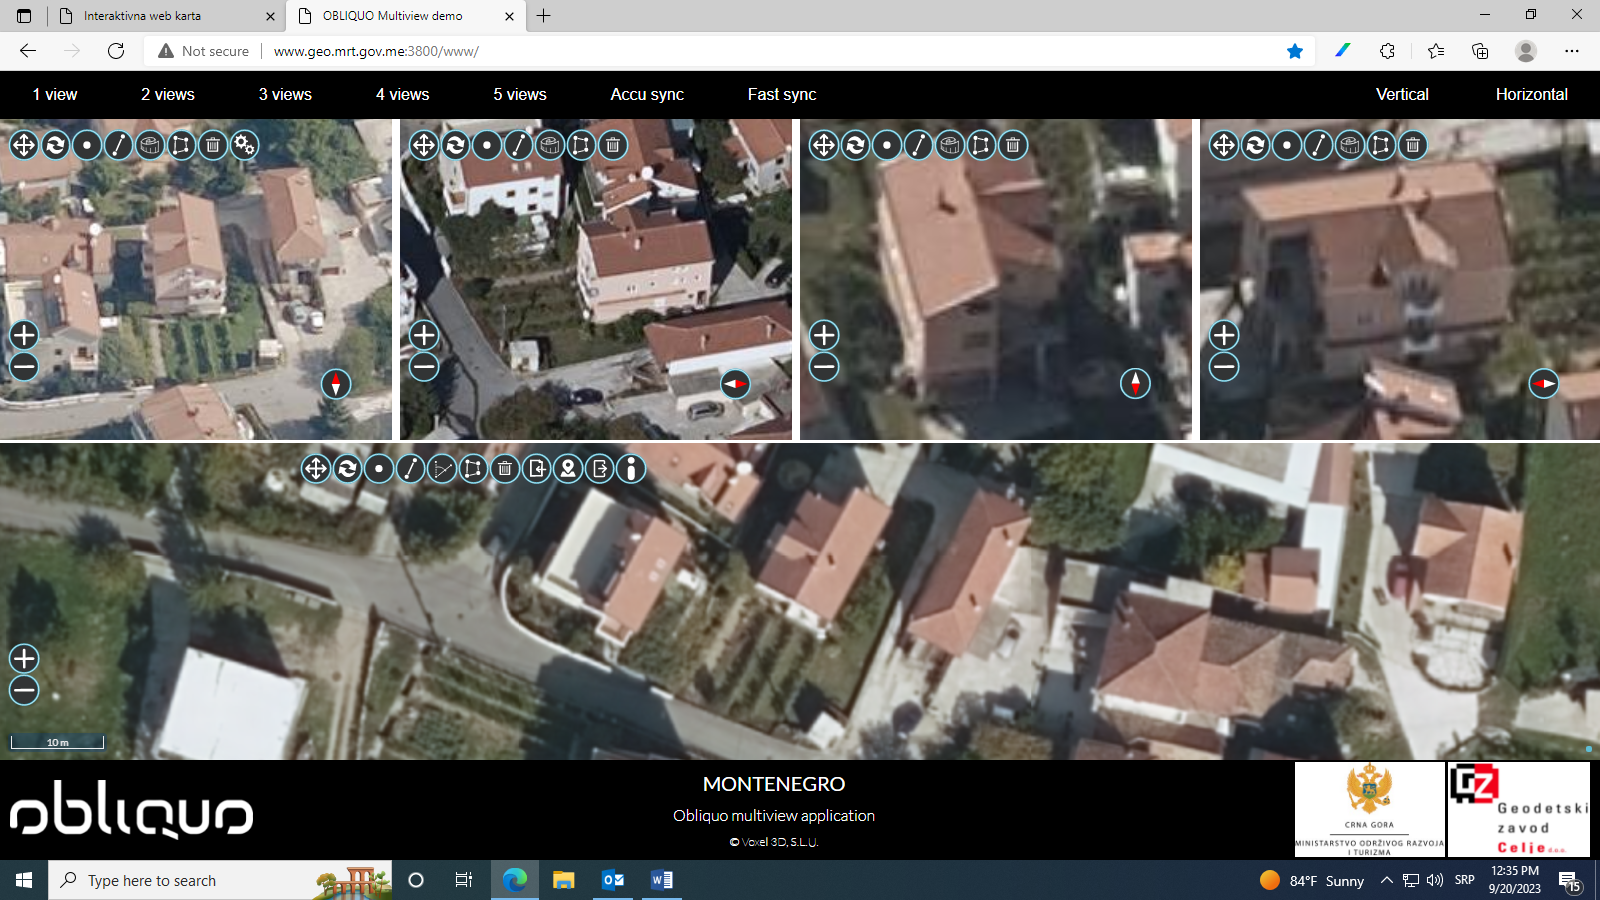 Interaktivna web karta
OBLIQUO Multiview demo
Not secure
www.geo.mrt.gov.me:3800/www/
1 view
2 views
3 views
4 views
5 views
Accu sync
Fast sync
Vertical
Horizontal
10 m
obliquo
MONTENEGRO
Obliquo multiview application
© Voxel 3D, S.L.U.
CRNA GORA
MINISTARSTVO ODRŽIVOG RAZVOJA
I TURIZMA
GZ
Geodetski
zavod
Celje d.o.o.
Type here to search
84°F Sunny
SRP
12:35 PM
9/20/2023
15